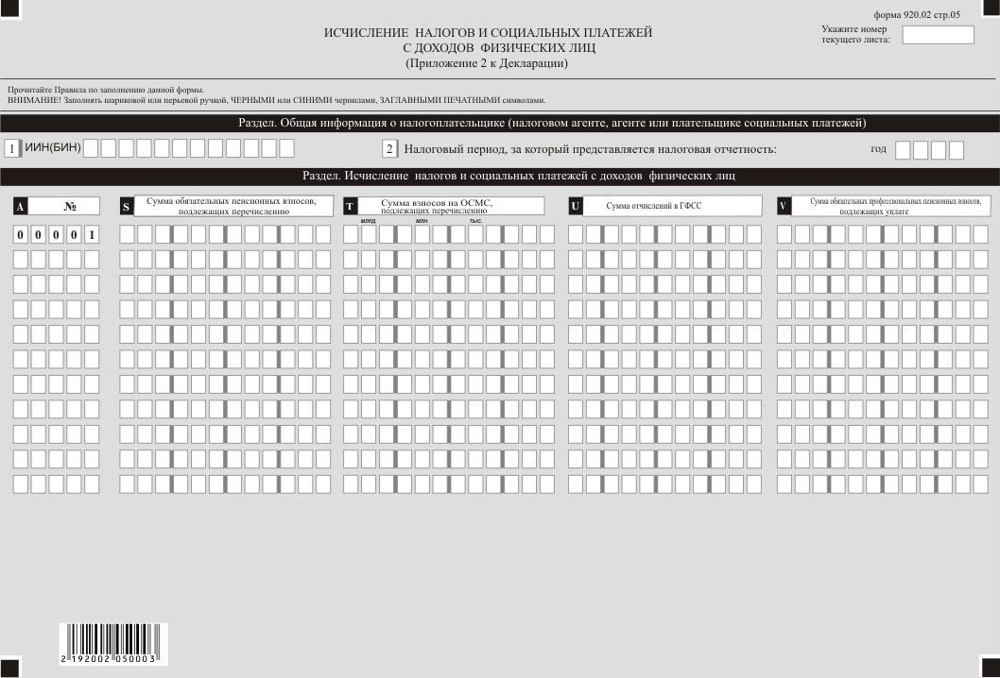 форма 920.02 стр.05
ИСЧИСЛЕНИЕ НАЛОГОВ И СОЦИАЛЬНЫХ ПЛАТЕЖЕЙ
С ДОХОДОВ ФИЗИЧЕСКИХ ЛИЦ
(Приложение 2 к Декларации)
Укажите номер
текущего листа:
Прочитайте Правила по заполнению данной формы.
ВНИМАНИЕ! Заполнять шариковой или перьевой ручкой, ЧЕРНЫМИ или СИНИМИ чернилами, ЗАГЛАВНЫМИ ПЕЧАТНЫМИ символами.
Раздел. Общая информация о налогоплательщике (налоговом агенте, агенте или плательщике социальных платежей)
1 ИИН(БИН)
2 Налоговый период, за который представляется налоговая отчетность: год
Раздел. Исчисление налогов и социальных платежей с доходов физических лиц
A №
S Сумма обязательных пенсионных взносов,
подлежащих перечислению
T Сумма взносов на ОСМС,
подлежащих перечислению
U Сумма отчислений в ГФСС
V Сумма обязательных профессиональных пенсионных взносов,
подлежащих уплате
млрд. млн. тыс.
0 0 0 0 1
2 192002 050003